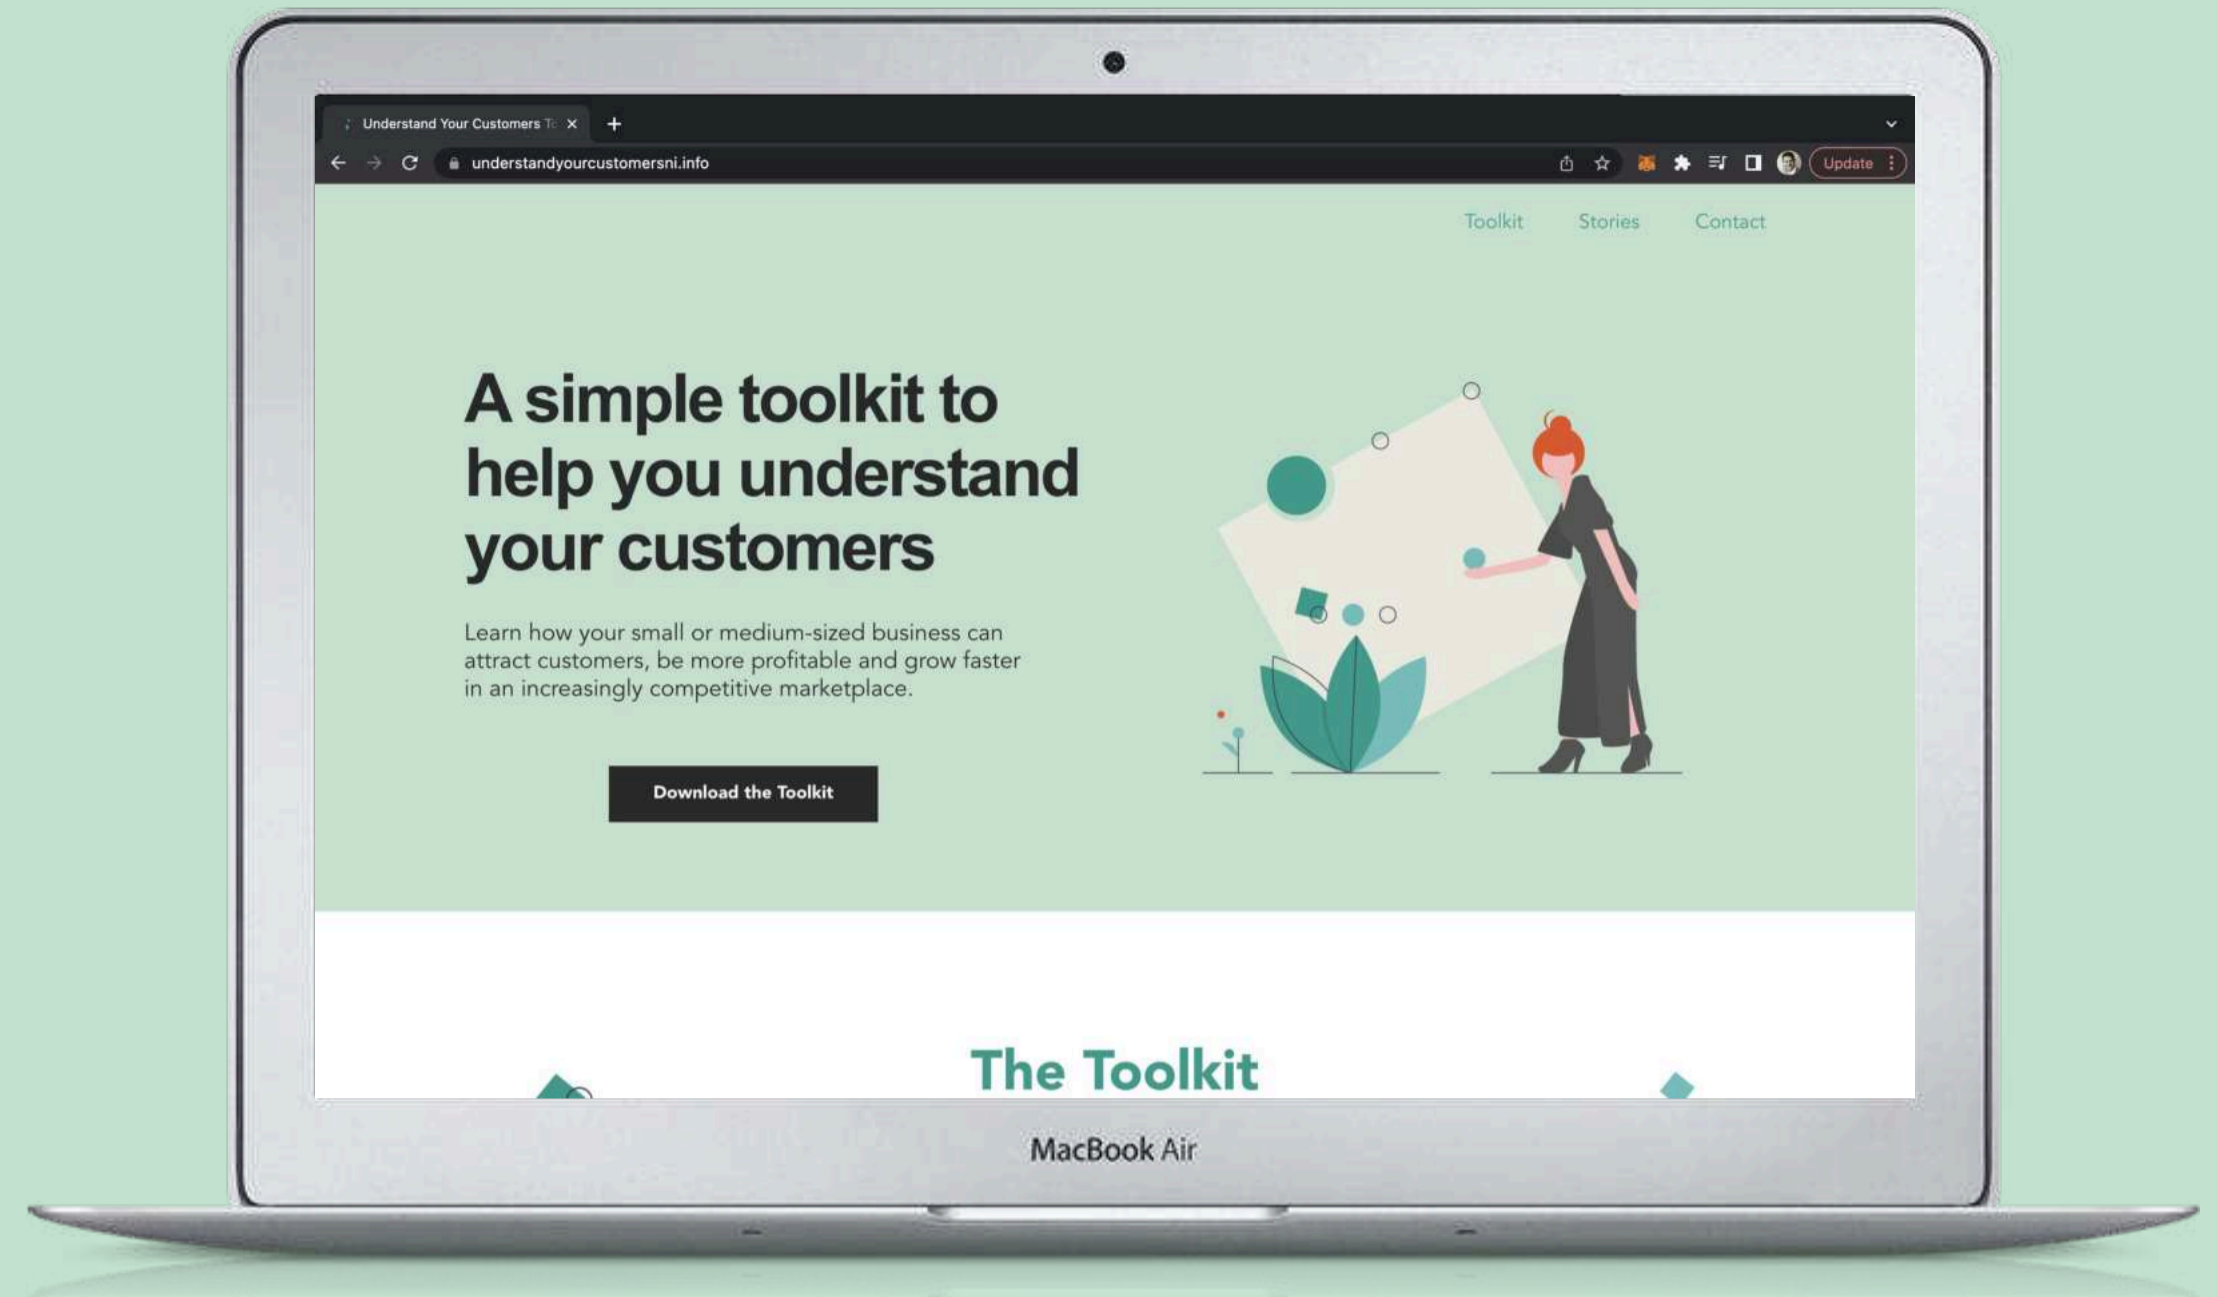 Understand Your Customers
understandyourcustomersni.info
Update
Toolkit Stories Contact
A simple toolkit to
help you understand
your customers
Learn how your small or medium-sized business can
attract customers, be more profitable and grow faster
in an increasingly competitive marketplace.
Download the Toolkit
The Toolkit
MacBook Air